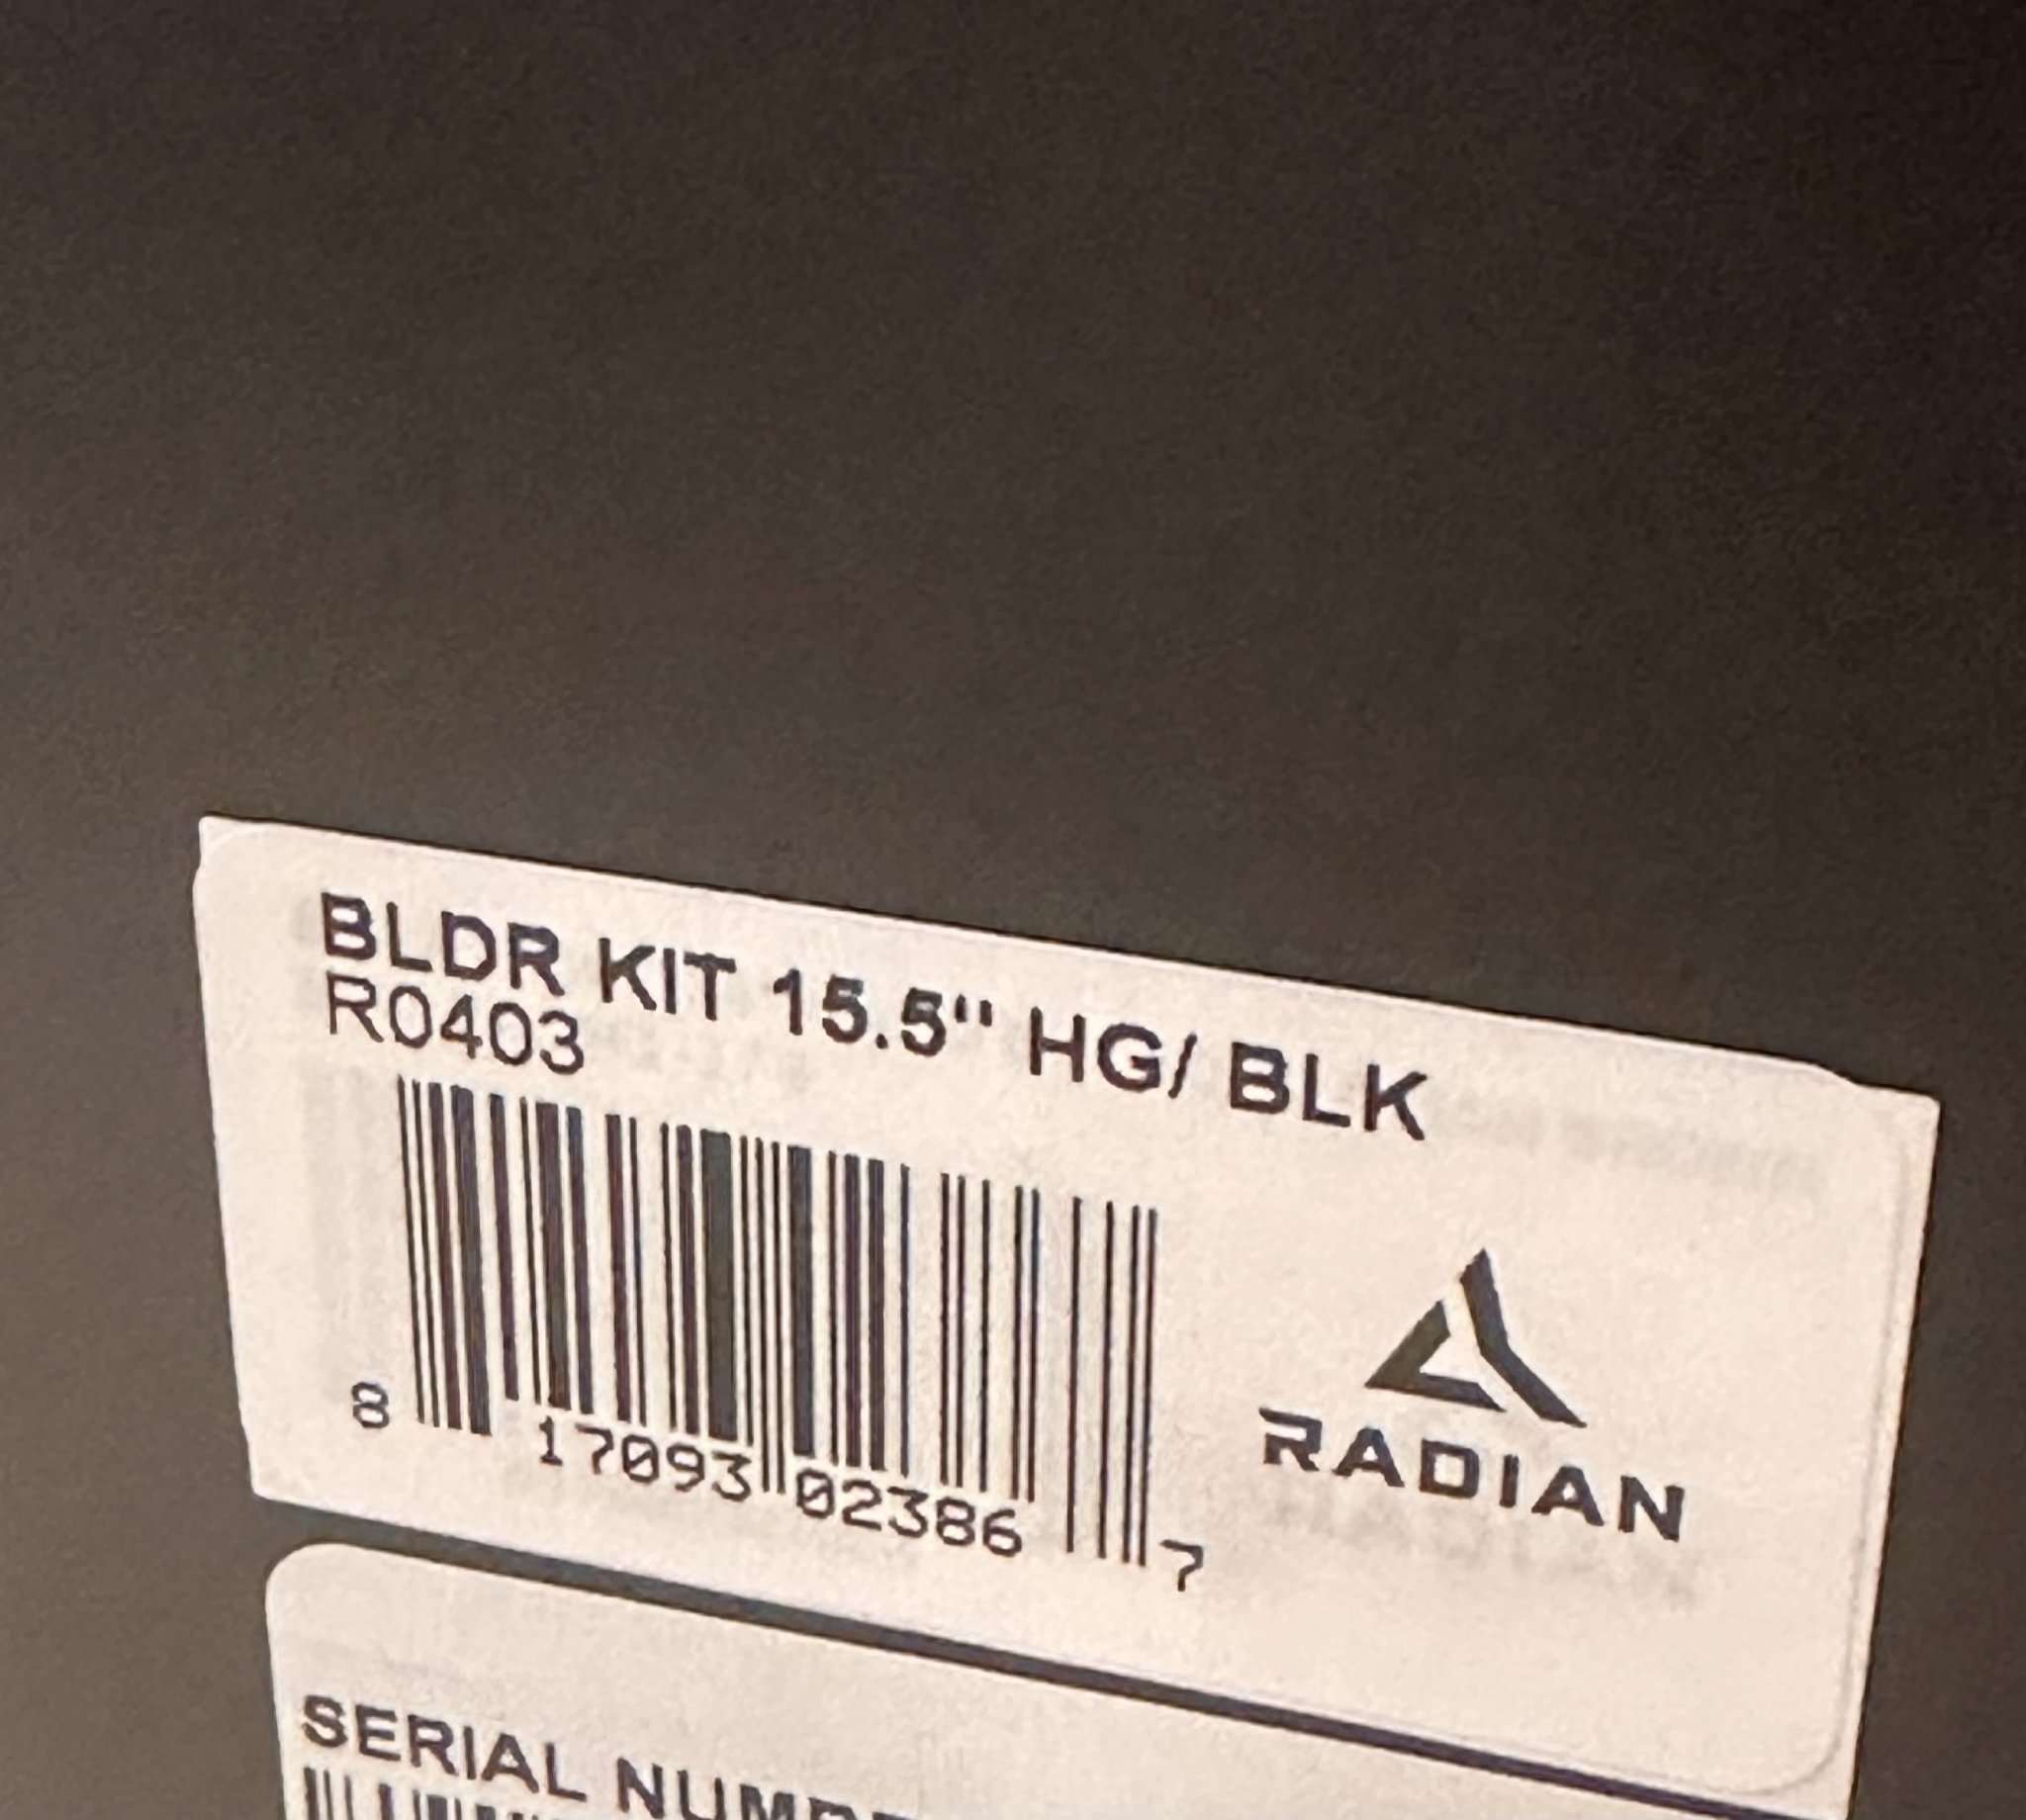 BLDR KIT 15.5" HG/ BLK
R0403
8 17093 02386 7
RADIAN
SERIAL